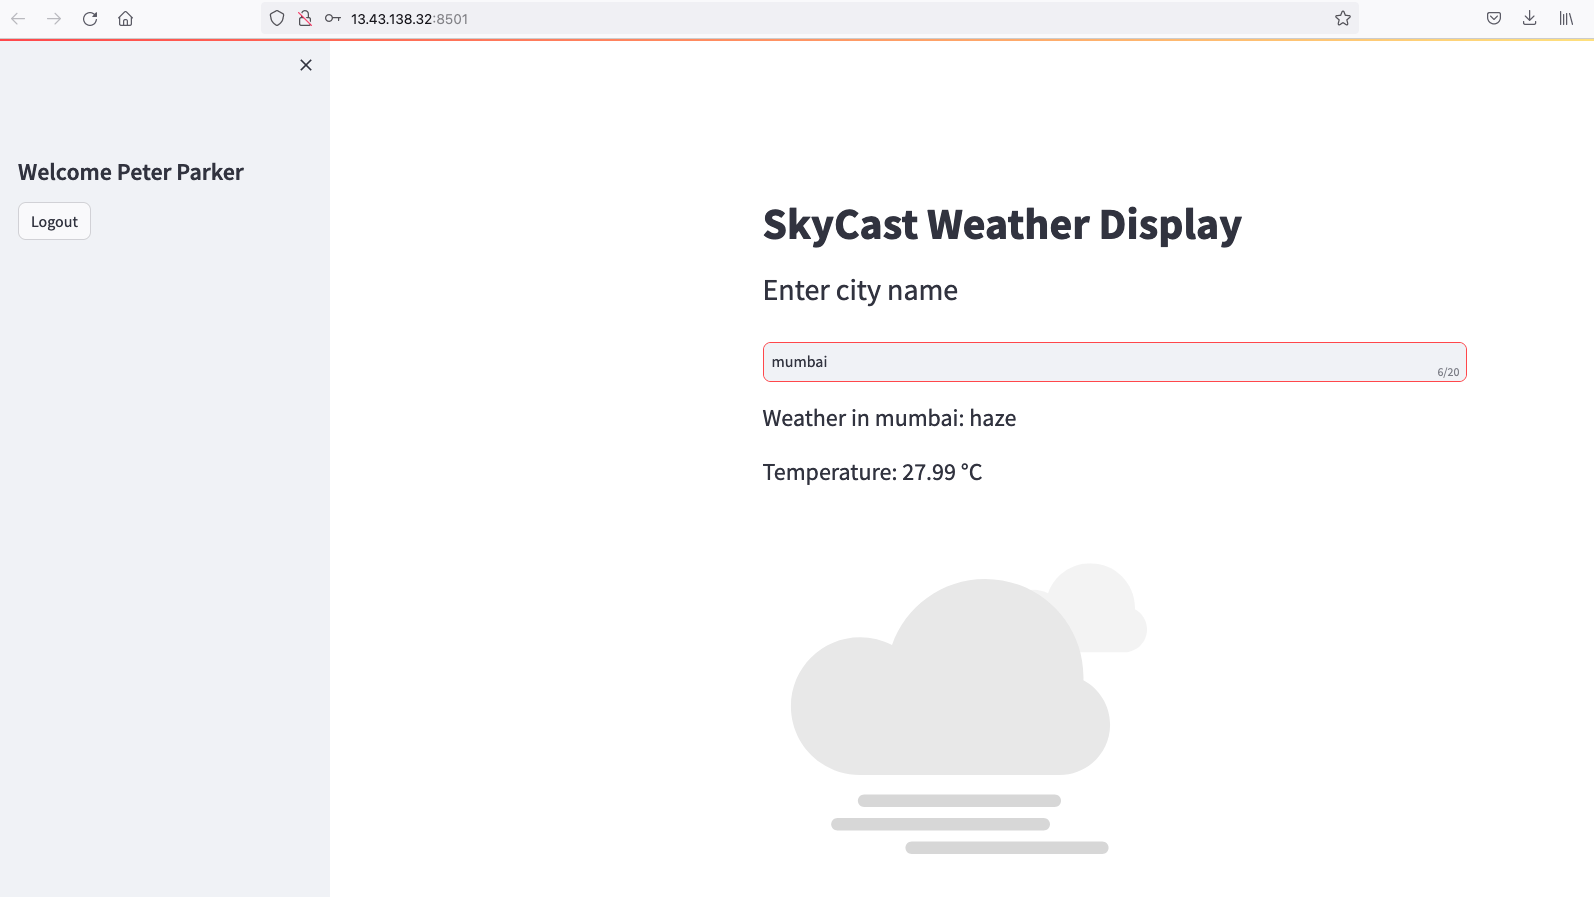 13.43.138.32:8501
Welcome Peter Parker
Logout
SkyCast Weather Display
Enter city name
mumbai
6/20
Weather in mumbai: haze
Temperature: 27.99 °C